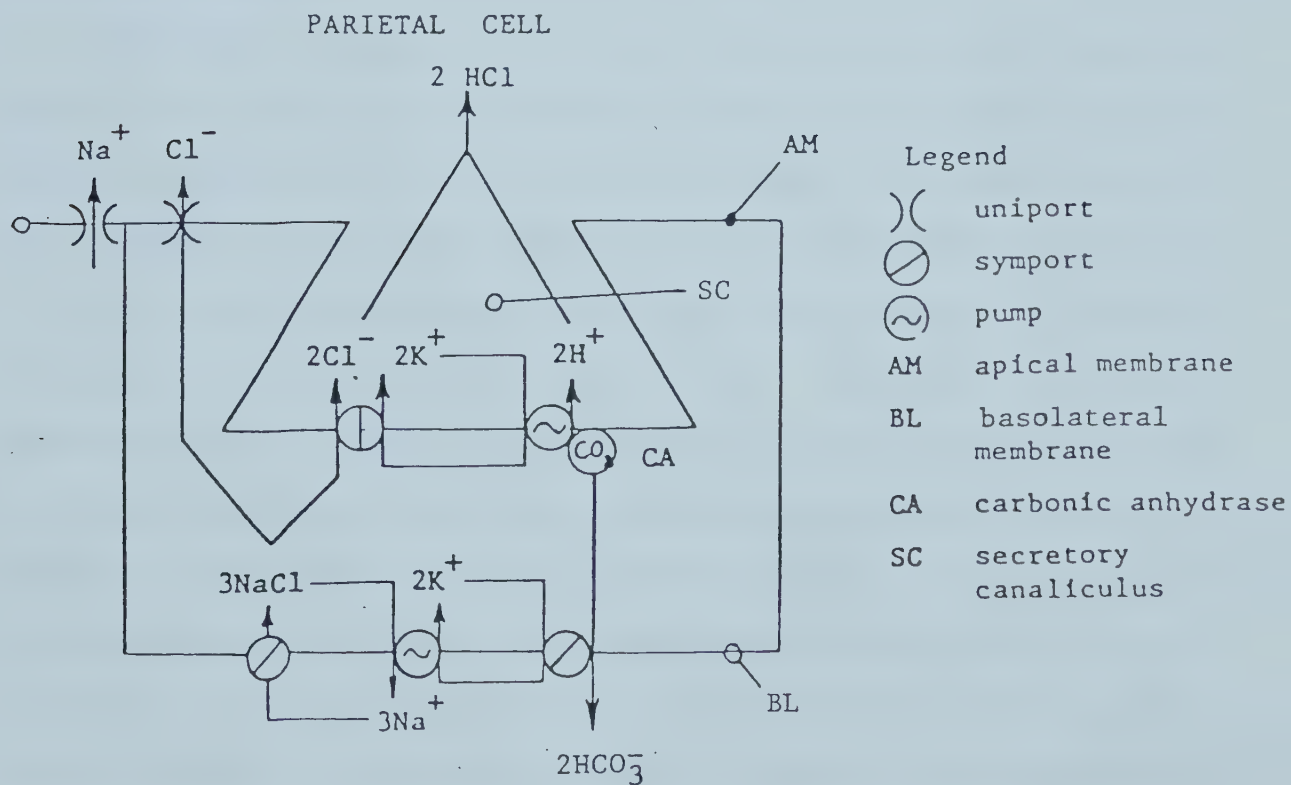 PARIETAL CELL
2 HCl
Na+ Cl-
AM
SC
2Cl- 2K+ 2H+
CO2 CA
3NaCl 2K+
3Na+
BL
2HCO3-
Legend
uniport
symport
pump
AM apical membrane
BL basolateral
membrane
CA carbonic anhydrase
SC secretory
canaliculus